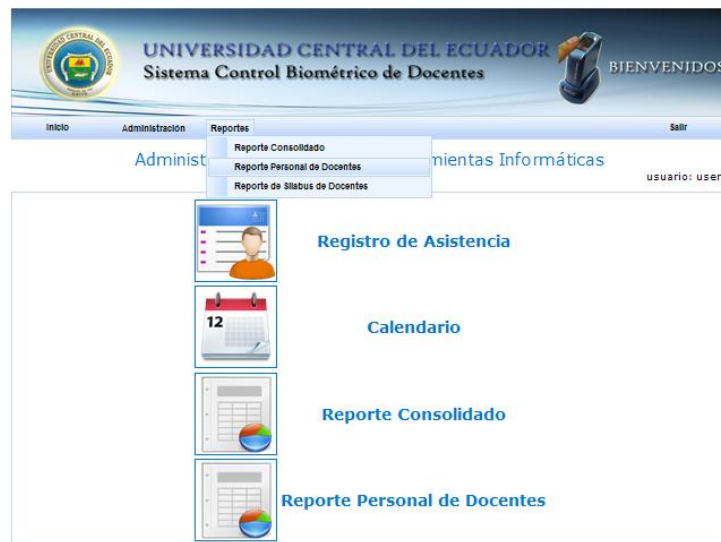 UNIVERSIDAD CENTRAL DEL ECUADOR
Sistema Control Biométrico de Docentes
BIENVENIDOS
Inicio Administración Reportes Salir
Reporte Consolidado
Reporte Personal de Docentes
Reporte de Silabus de Docentes
Administ mientas Informáticas
usuario: user
Registro de Asistencia
12
Calendario
Reporte Consolidado
Reporte Personal de Docentes